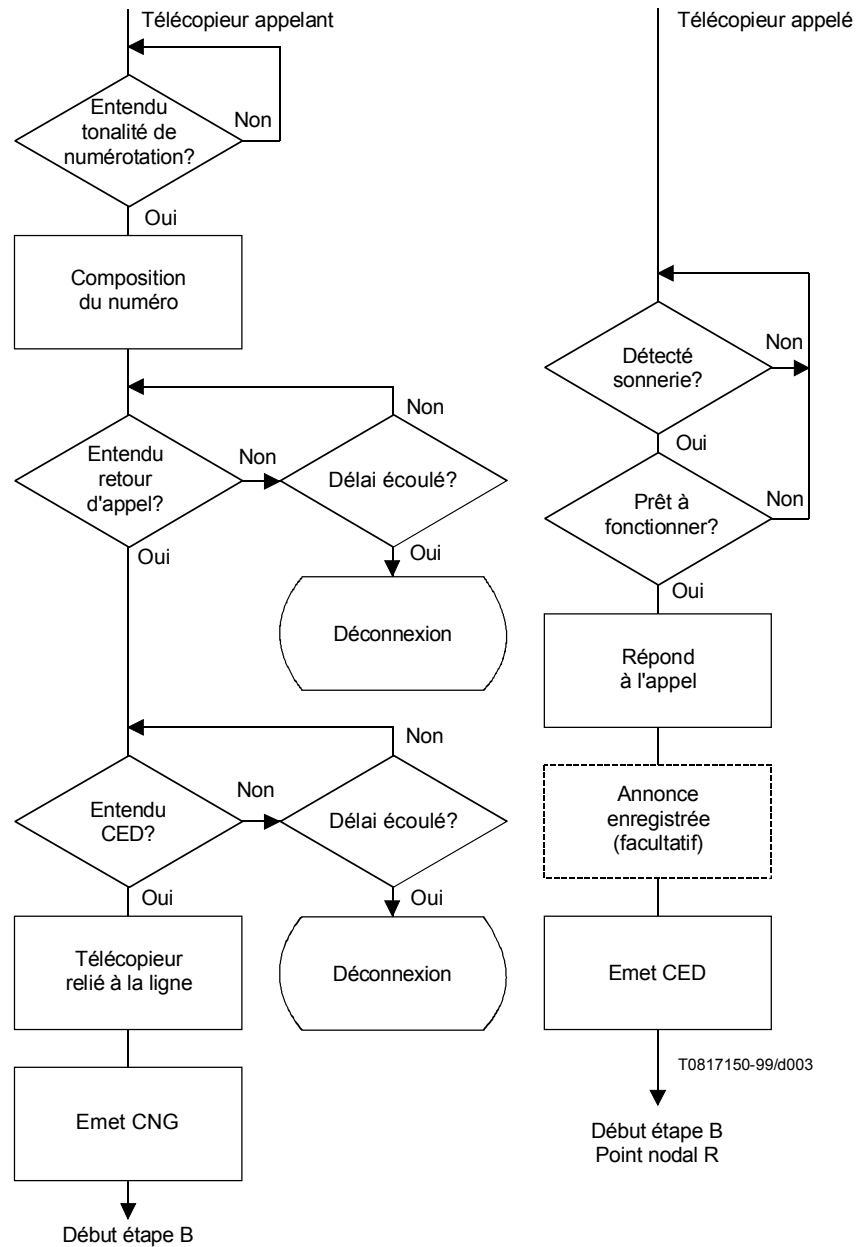 Télécopieur appelant
Entendu
tonalité de
numérotation?
Non
Oui
Composition
du numéro
Non
Entendu
retour
d'appel?
Non
Délai écoulé?
Oui
Oui
Déconnexion
Non
Entendu
CED?
Non
Délai écoulé?
Oui
Oui
Télécopieur
relié à la ligne
Déconnexion
Emet CNG
Début étape B
Télécopieur appelé
Détecté
sonnerie?
Non
Oui
Prêt à
fonctionner?
Non
Oui
Répond
à l'appel
Annonce
enregistrée
(facultatif)
Emet CED
T0817150-99/d003
Début étape B
Point nodal R